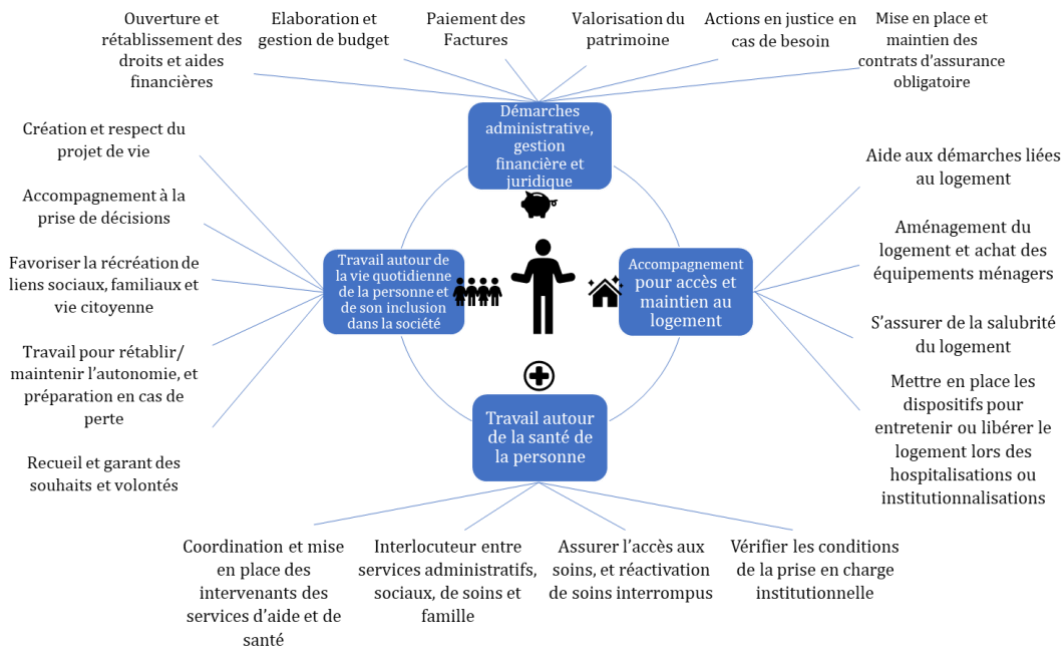 Ouverture et
rétablissement des
droits et aides
financières
Elaboration et
gestion de budget
Paiement des
Factures
Valorisation du
patrimoine
Actions en justice en
cas de besoin
Mise en place et
maintien des
contrats d'assurance
obligatoire
Démarches
administrative,
gestion
financière et
juridique
Création et respect du
projet de vie
Accompagnement à la
prise de décisions
Favoriser la récréation de
liens sociaux, familiaux et
vie citoyenne
Travail pour rétablir/
maintenir l'autonomie, et
préparation en cas de
perte
Recueil et garant des
souhaits et volontés
Travail autour de
la vie quotidienne
de la personne et
de son inclusion
dans la société
Accompagnement
pour accès et
maintien au
logement
Aide aux démarches liées
au logement
Aménagement du
logement et achat des
équipements ménagers
S'assurer de la salubrité
du logement
Mettre en place les
dispositifs pour
entretenir ou libérer le
logement lors des
hospitalisations ou
institutionnalisations
Travail autour
de la santé de
la personne
Coordination et mise
en place des
intervenants des
services d'aide et de
santé
Interlocuteur entre
services administratifs,
sociaux, de soins et
famille
Assurer l'accès aux
soins, et réactivation
de soins interrompus
Vérifier les conditions
de la prise en charge
institutionnelle